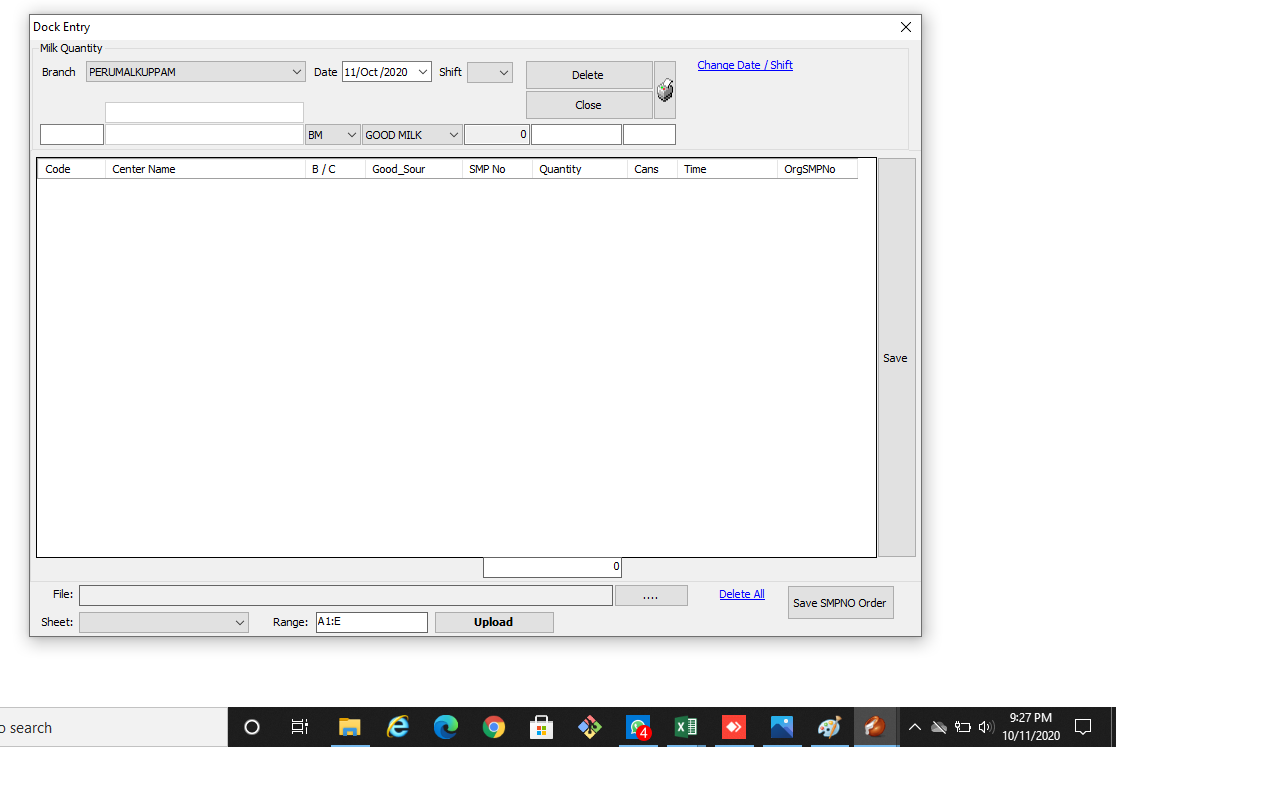 Dock Entry
Milk Quantity
Branch PERUMALKUPPAM Date 11/Oct/2020 Shift Delete Change Date / Shift
Close
BM GOOD MILK 0
Code Center Name B / C Good_Sour SMP No Quantity Cans Time OrgSMPNo
Save
0
File: .... Delete All Save SMPNO Order
Sheet: Range: A1:E Upload
o search 4 9:27 PM
10/11/2020